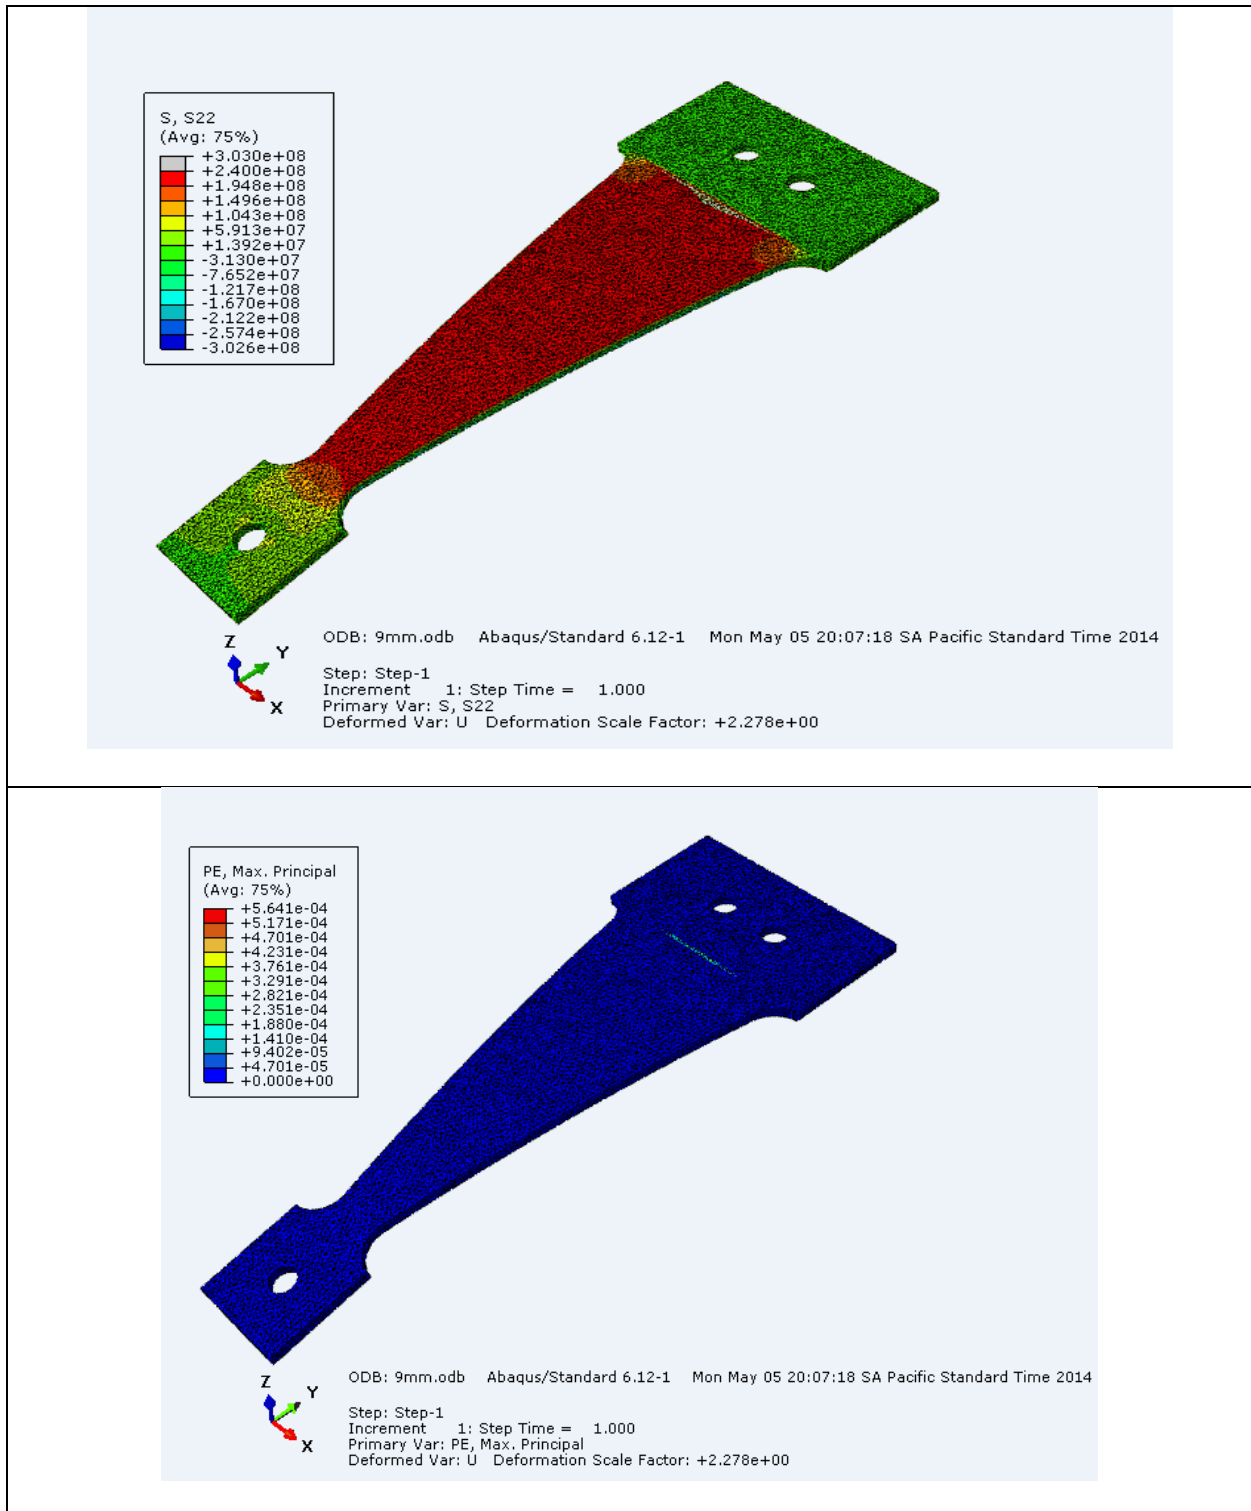 S, S22
(Avg: 75%)
+3.030e+08
+2.400e+08
+1.948e+08
+1.496e+08
+1.043e+08
+5.913e+07
+1.392e+07
-3.130e+07
-7.652e+07
-1.217e+08
-1.670e+08
-2.122e+08
-2.574e+08
-3.026e+08
Z
Y
X
ODB: 9mm.odb Abaqus/Standard 6.12-1 Mon May 05 20:07:18 SA Pacific Standard Time 2014
Step: Step-1
Increment 1: Step Time = 1.000
Primary Var: S, S22
Deformed Var: U Deformation Scale Factor: +2.278e+00
PE, Max. Principal
(Avg: 75%)
+5.641e-04
+5.171e-04
+4.701e-04
+4.231e-04
+3.761e-04
+3.291e-04
+2.821e-04
+2.351e-04
+1.880e-04
+1.410e-04
+9.402e-05
+4.701e-05
+0.000e+00
Z
Y
X
ODB: 9mm.odb Abaqus/Standard 6.12-1 Mon May 05 20:07:18 SA Pacific Standard Time 2014
Step: Step-1
Increment 1: Step Time = 1.000
Primary Var: PE, Max. Principal
Deformed Var: U Deformation Scale Factor: +2.278e+00